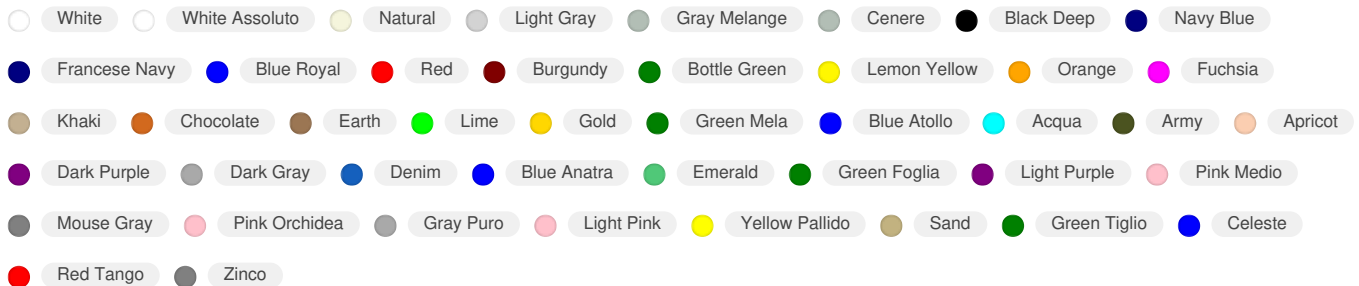 White White Assoluto Natural Light Gray Gray Melange Cenere Black Deep Navy Blue
Francese Navy Blue Royal Red Burgundy Bottle Green Lemon Yellow Orange Fuchsia
Khaki Chocolate Earth Lime Gold Green Mela Blue Atollo Acqua Army Apricot
Dark Purple Dark Gray Denim Blue Anatra Emerald Green Foglia Light Purple Pink Medio
Mouse Gray Pink Orchidea Gray Puro Light Pink Yellow Pallido Sand Green Tiglio Celeste
Red Tango Zinco